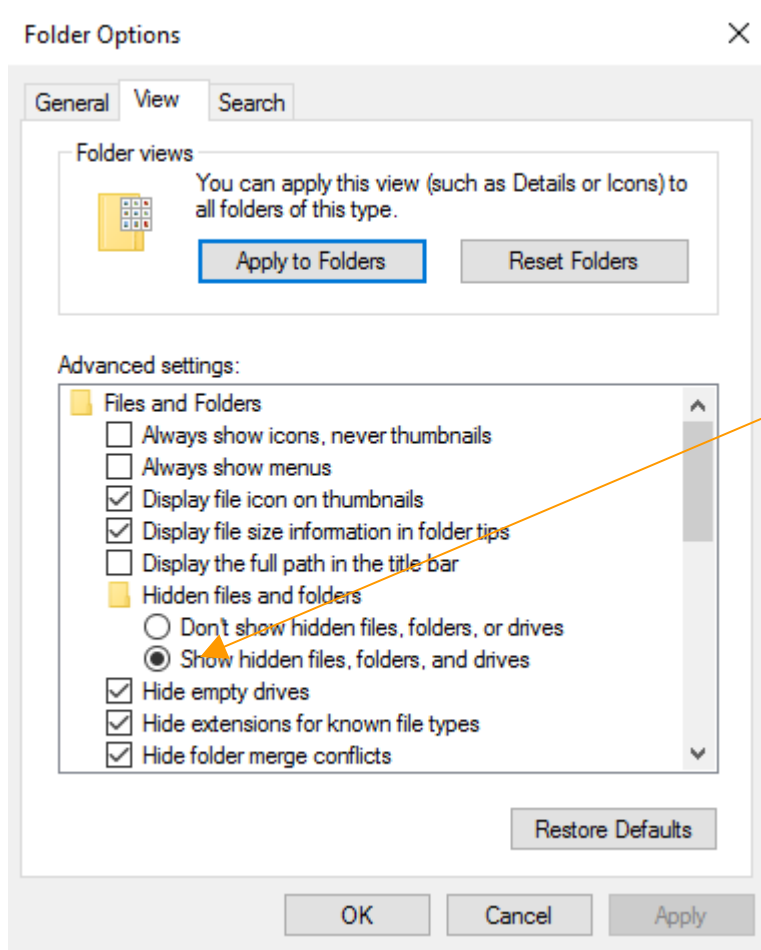 Folder Options
General View Search
Folder views
You can apply this view (such as Details or Icons) to
all folders of this type.
Apply to Folders Reset Folders
Advanced settings:
Files and Folders
Always show icons, never thumbnails
Always show menus
Display file icon on thumbnails
Display file size information in folder tips
Display the full path in the title bar
Hidden files and folders
Don't show hidden files, folders, or drives
Show hidden files, folders, and drives
Hide empty drives
Hide extensions for known file types
Hide folder merge conflicts
Restore Defaults
OK Cancel Apply